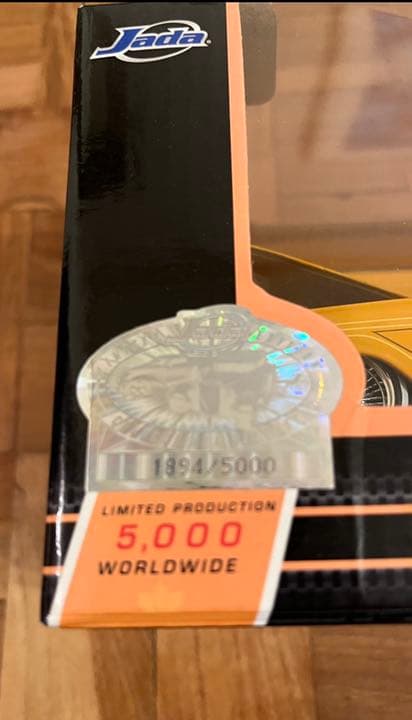 Jada
1894/5000
LIMITED PRODUCTION
5,000
WORLDWIDE